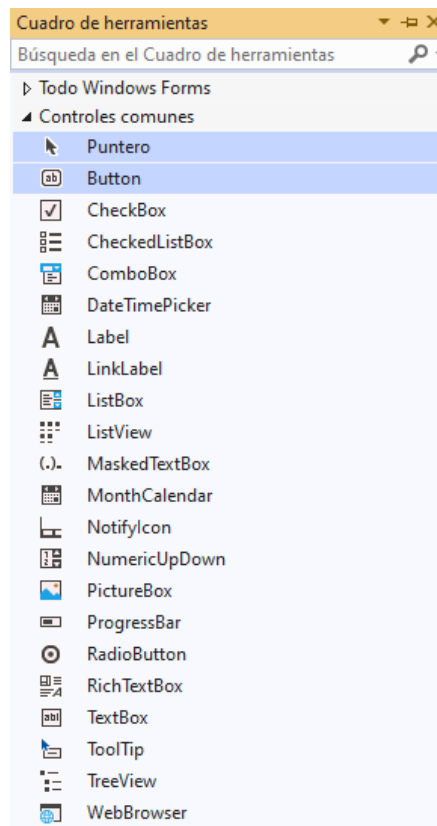 Cuadro de herramientas
Búsqueda en el Cuadro de herramientas
Todo Windows Forms
Controles comunes
Puntero
Button
CheckBox
CheckedListBox
ComboBox
DateTimePicker
Label
LinkLabel
ListBox
ListView
MaskedTextBox
MonthCalendar
NotifyIcon
NumericUpDown
PictureBox
ProgressBar
RadioButton
RichTextBox
TextBox
ToolTip
TreeView
WebBrowser